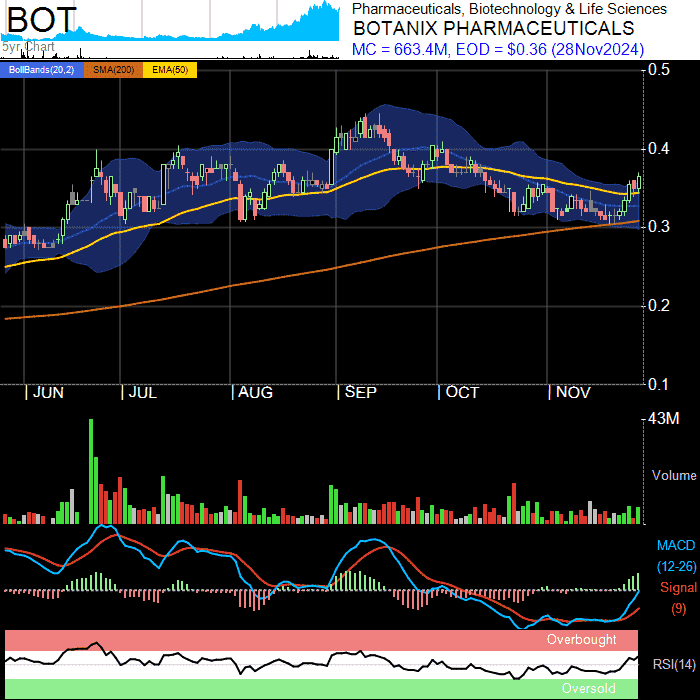 BOT
5yr Chart
Pharmaceuticals, Biotechnology & Life Sciences
BOTANIX PHARMACEUTICALS
MC = 663.4M, EOD = $0.36 (28Nov2024)
BollBands(20,2) SMA(200) EMA(50)
0.5
0.4
0.3
0.2
0.1
JUN JUL AUG SEP OCT NOV
43M
Volume
MACD
(12-26)
Signal
(9)
Overbought
RSI(14)
Oversold